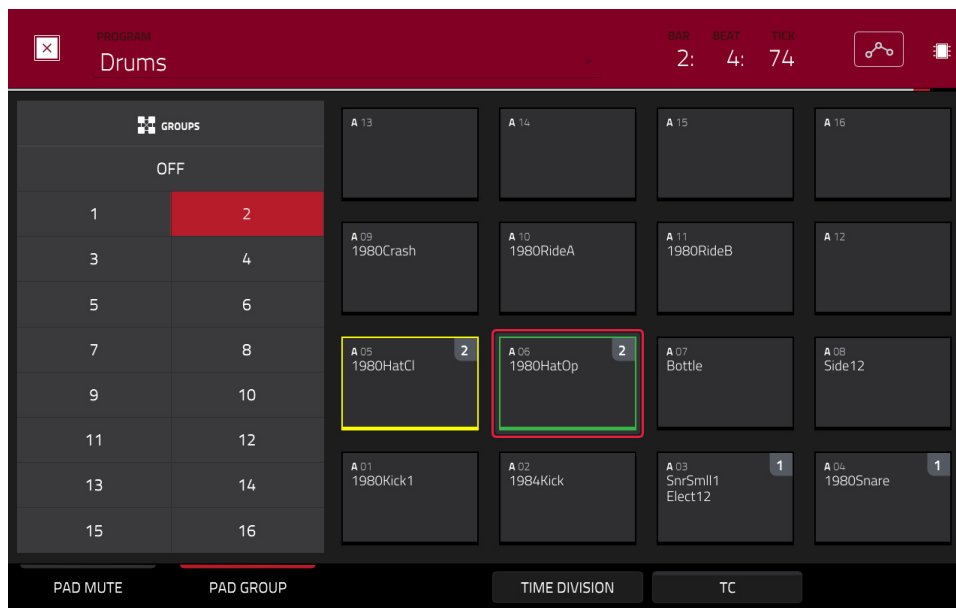 PROGRAM
Drums
BAR BEAT TICK
2: 4: 74
GROUPS
OFF
1 2
3 4
5 6
7 8
9 10
11 12
13 14
15 16
A 13
A 14
A 15
A 16
A 09
1980Crash
A 10
1980RideA
A 11
1980RideB
A 12
A 05 2
1980HatCl
A 06 2
1980HatOp
A 07
Bottle
A 08
Side12
A 01
1980Kick1
A 02
1984Kick
A 03 1
SnrSmll1
Elect12
A 04 1
1980Snare
PAD MUTE
PAD GROUP
TIME DIVISION
TC